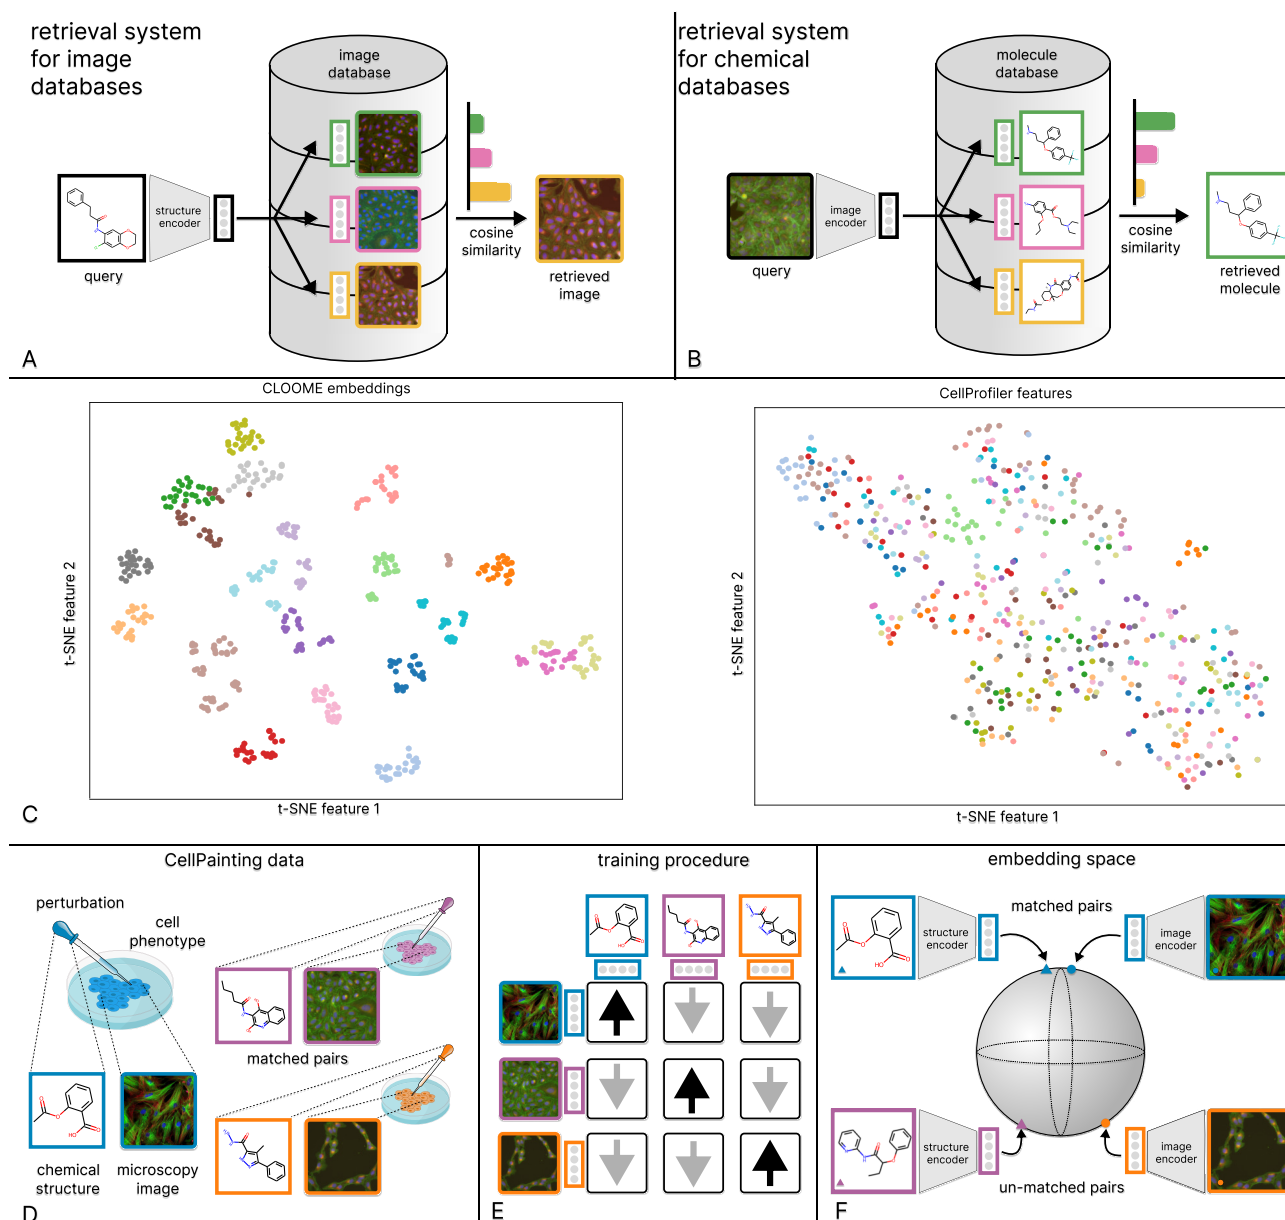 retrieval system
for image
databases
image
database
structure
encoder
query
cosine
similarity
retrieved
image
A
retrieval system
for chemical
databases
molecule
database
image
encoder
query
cosine
similarity
retrieved
molecule
B
CLOOME embeddings
t-SNE feature 2
t-SNE feature 1
CellProfiler features
t-SNE feature 2
t-SNE feature 1
C
CellPainting data
perturbation
cell
phenotype
matched pairs
chemical
structure
microscopy
image
D
training procedure
E
embedding space
matched pairs
structure
encoder
image
encoder
structure
encoder
image
encoder
un-matched pairs
F